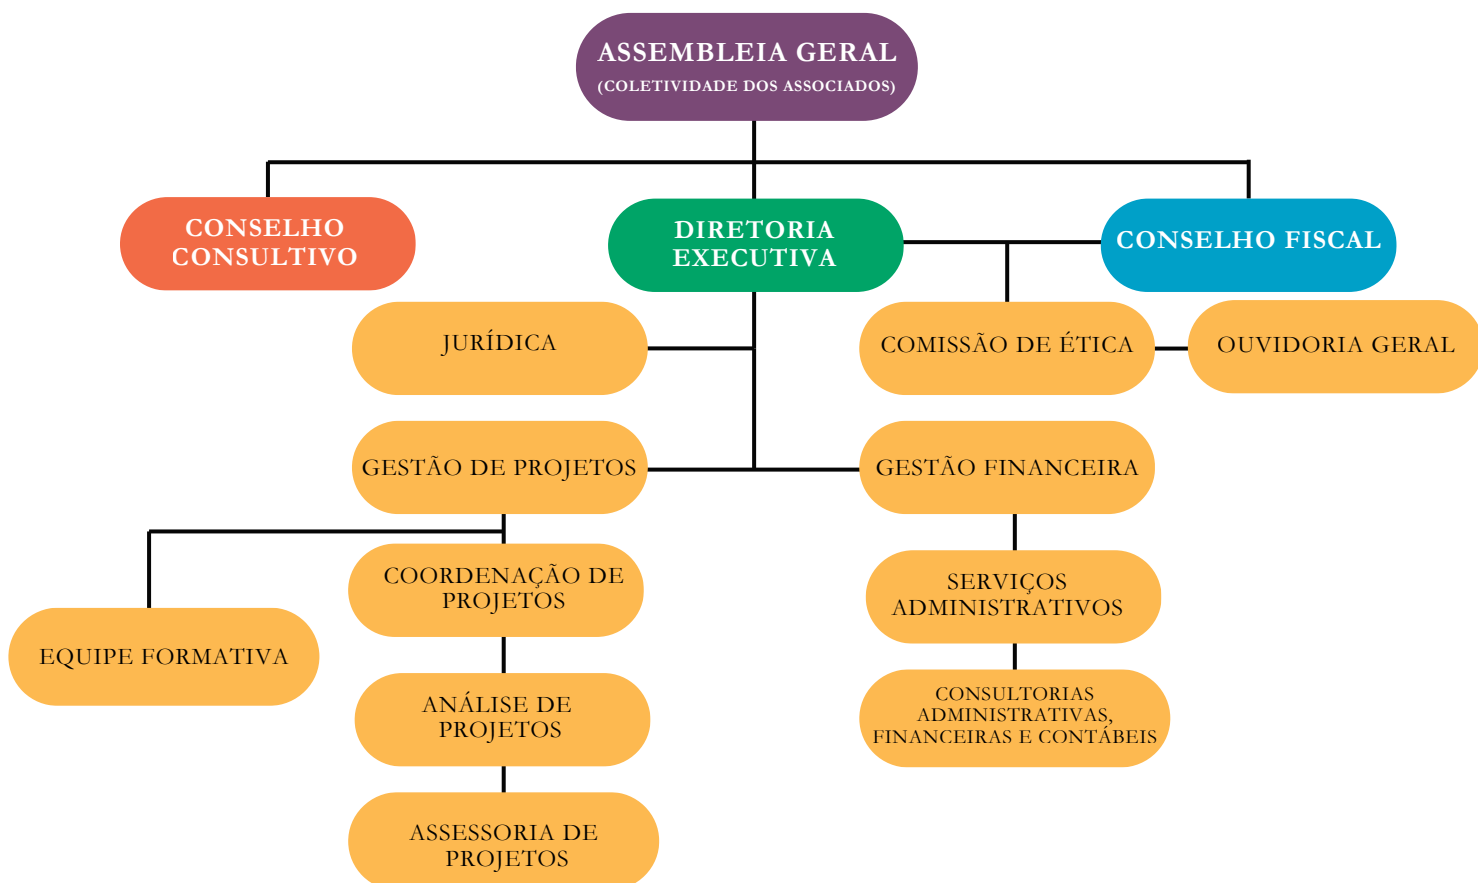 ASSEMBLEIA GERAL
(COLETIVIDADE DOS ASSOCIADOS)
CONSELHO
CONSULTIVO
DIRETORIA
EXECUTIVA
CONSELHO FISCAL
JURÍDICA
COMISSÃO DE ÉTICA
OUVIDORIA GERAL
GESTÃO DE PROJETOS
GESTÃO FINANCEIRA
COORDENAÇÃO DE
PROJETOS
SERVIÇOS
ADMINISTRATIVOS
EQUIPE FORMATIVA
ANÁLISE DE
PROJETOS
CONSULTORIAS
ADMINISTRATIVAS,
FINANCEIRAS E CONTÁBEIS
ASSESSORIA DE
PROJETOS